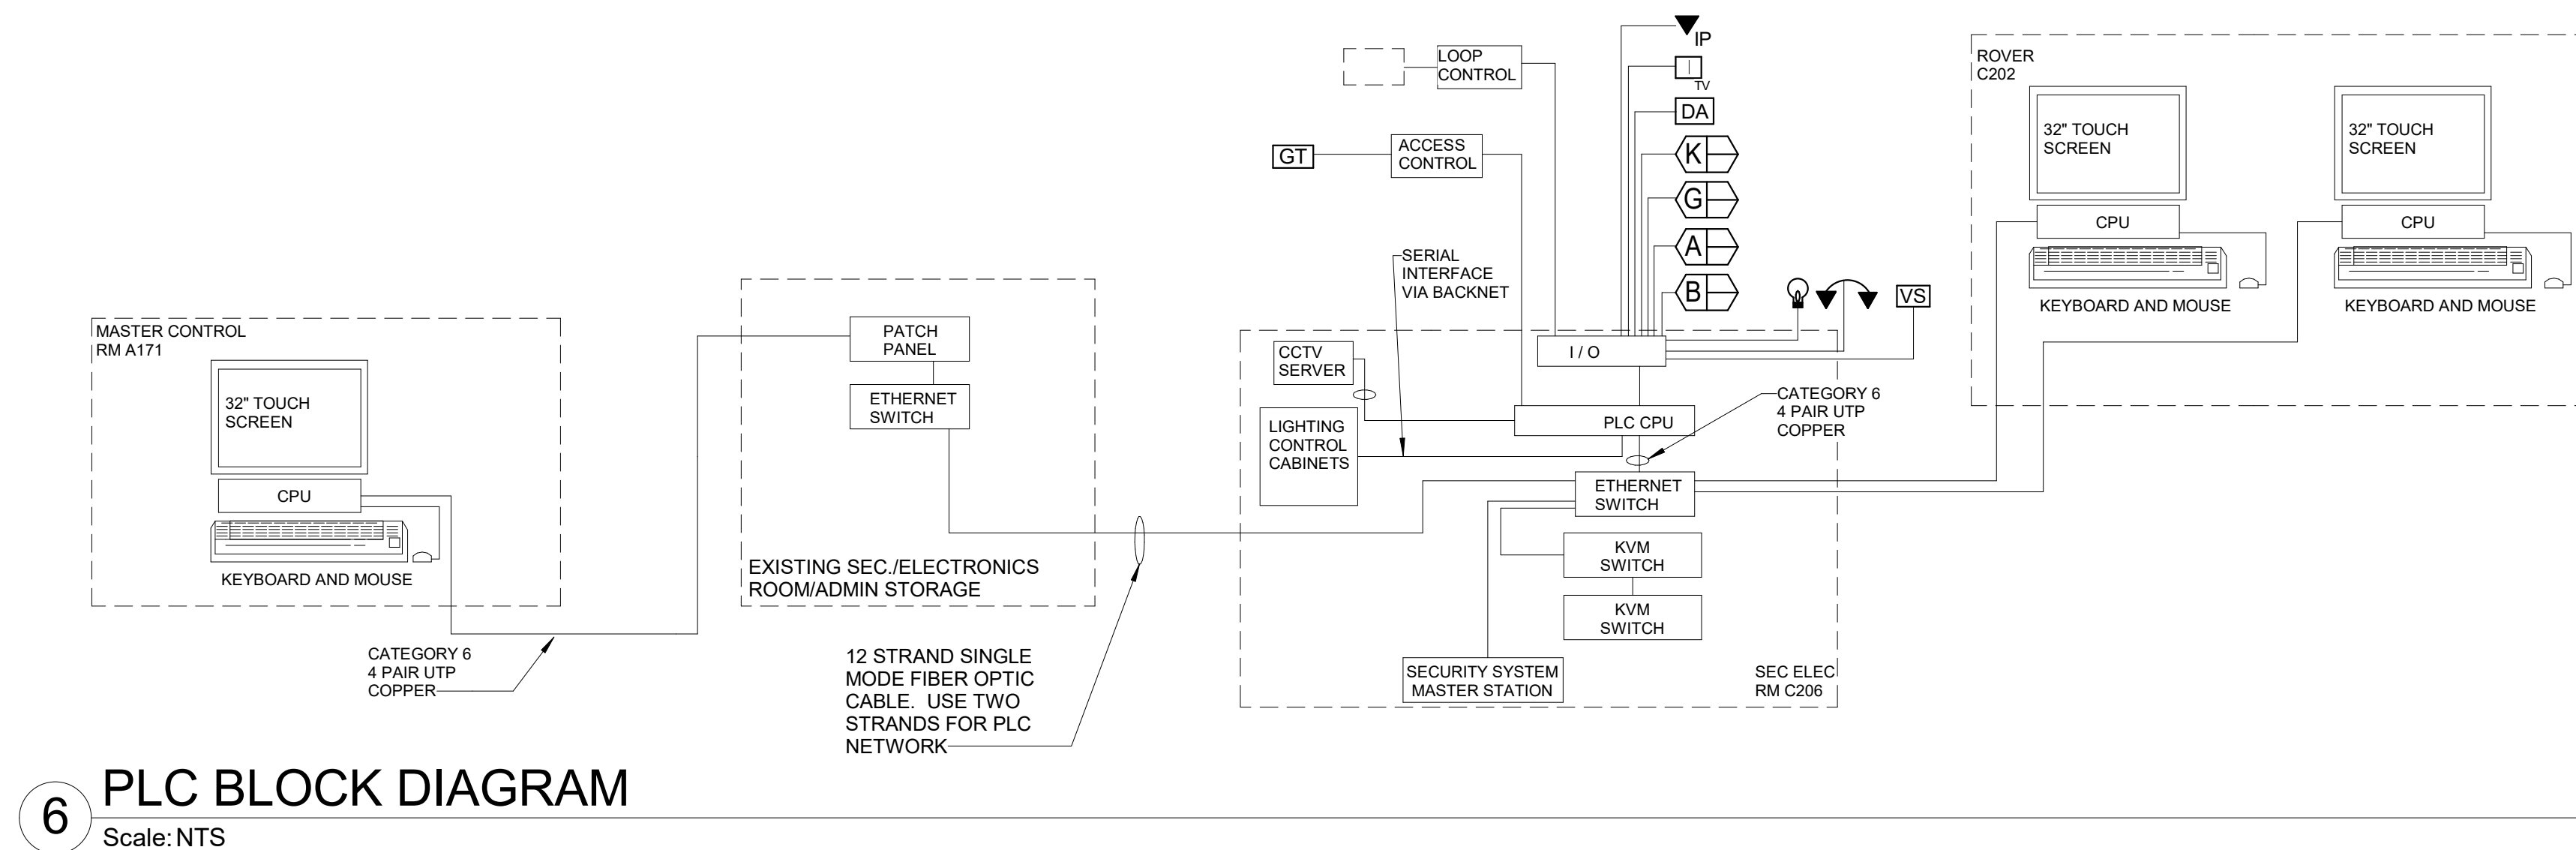 IP
LOOP
CONTROL
TV
DA
GT
ACCESS
CONTROL
K
G
A
B
SERIAL
INTERFACE
VIA BACKNET
VS
ROVER
C202
32" TOUCH
SCREEN
CPU
KEYBOARD AND MOUSE
32" TOUCH
SCREEN
CPU
KEYBOARD AND MOUSE
MASTER CONTROL
RM A171
32" TOUCH
SCREEN
CPU
KEYBOARD AND MOUSE
CATEGORY 6
4 PAIR UTP
COPPER
PATCH
PANEL
ETHERNET
SWITCH
EXISTING SEC./ELECTRONICS
ROOM/ADMIN STORAGE
12 STRAND SINGLE
MODE FIBER OPTIC
CABLE. USE TWO
STRANDS FOR PLC
NETWORK
CCTV
SERVER
I / O
LIGHTING
CONTROL
CABINETS
PLC CPU
CATEGORY 6
4 PAIR UTP
COPPER
ETHERNET
SWITCH
KVM
SWITCH
KVM
SWITCH
SECURITY SYSTEM
MASTER STATION
SEC ELEC
RM C206
6
PLC BLOCK DIAGRAM
Scale: NTS